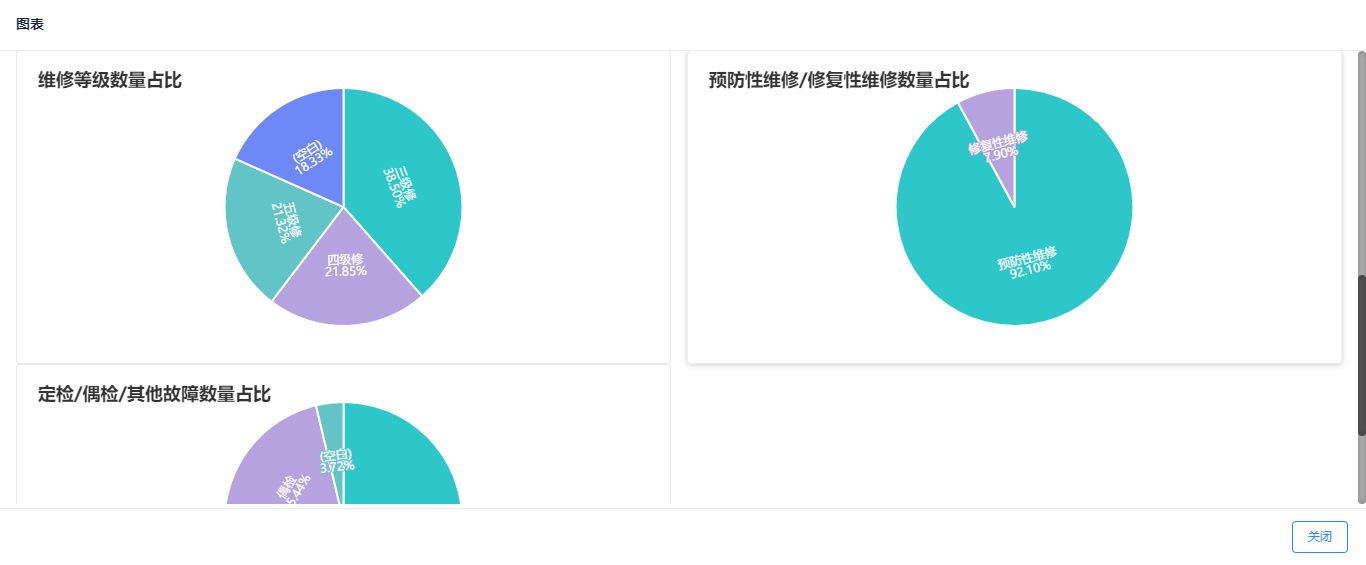 图表
维修等级数量占比
(空白)
18.33%
三级修
38.50%
五级修
21.32%
四级修
21.85%
预防性维修/修复性维修数量占比
修复性维修
7.90%
预防性维修
92.10%
定检/偶检/其他故障数量占比
(空白)
3.72%
偶检
5.44%
关闭